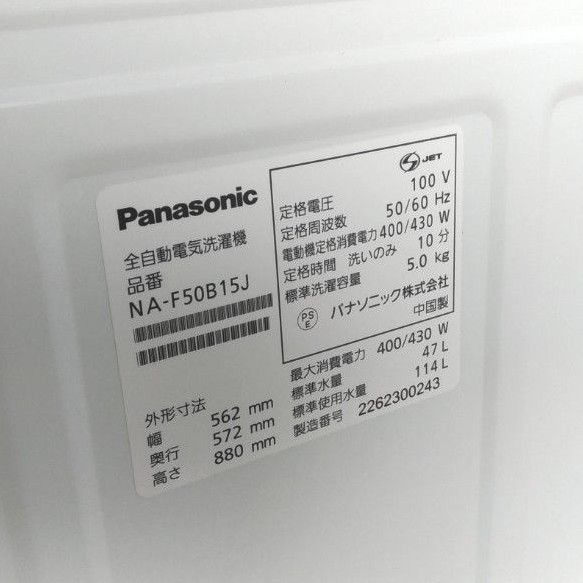 Panasonic
全自動電気洗濯機
品番
NA-F50B15J
外形寸法
幅 562 mm
奥行 572 mm
高さ 880 mm
JET
定格電圧 100 V
定格周波数 50/60 Hz
電動機定格消費電力 400/430 W
定格時間 洗いのみ 10 分
標準洗濯容量 5.0 kg
PS
E
パナソニック株式会社
中国製
最大消費電力 400/430 W
標準水量 47 L
標準使用水量 114 L
製造番号 2262300243